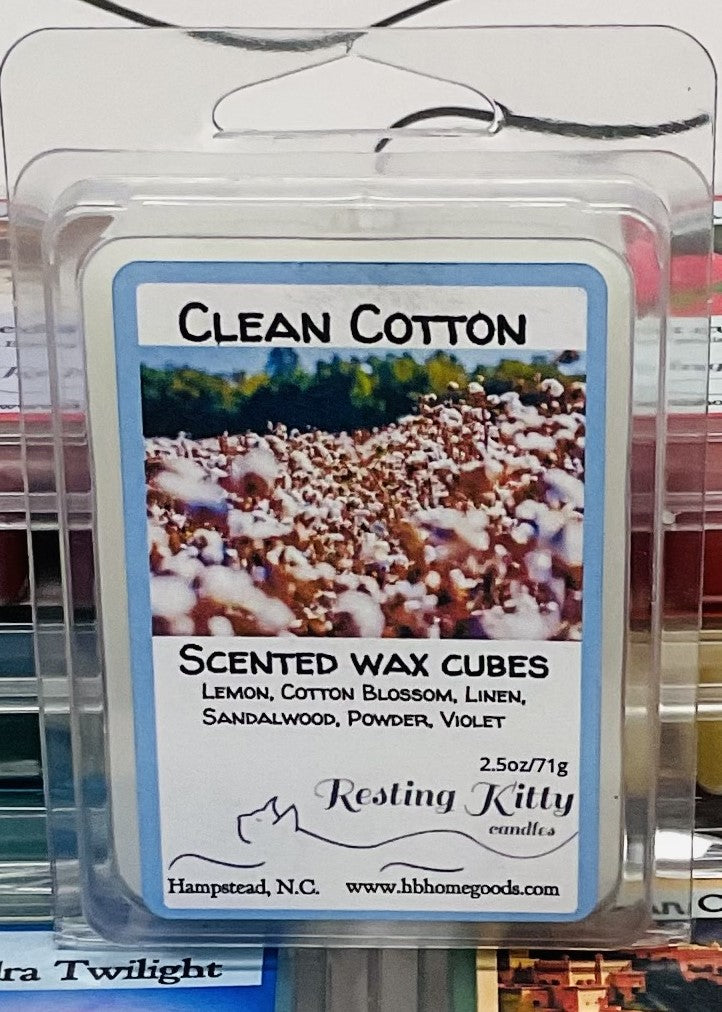 Clean Cotton
Scented wax cubes
Lemon, Cotton Blossom, Linen,
Sandalwood, Powder, Violet
2.5oz/71g
Resting Kitty
candles
Hampstead, N.C. www.hbhomegoods.com
Twilight